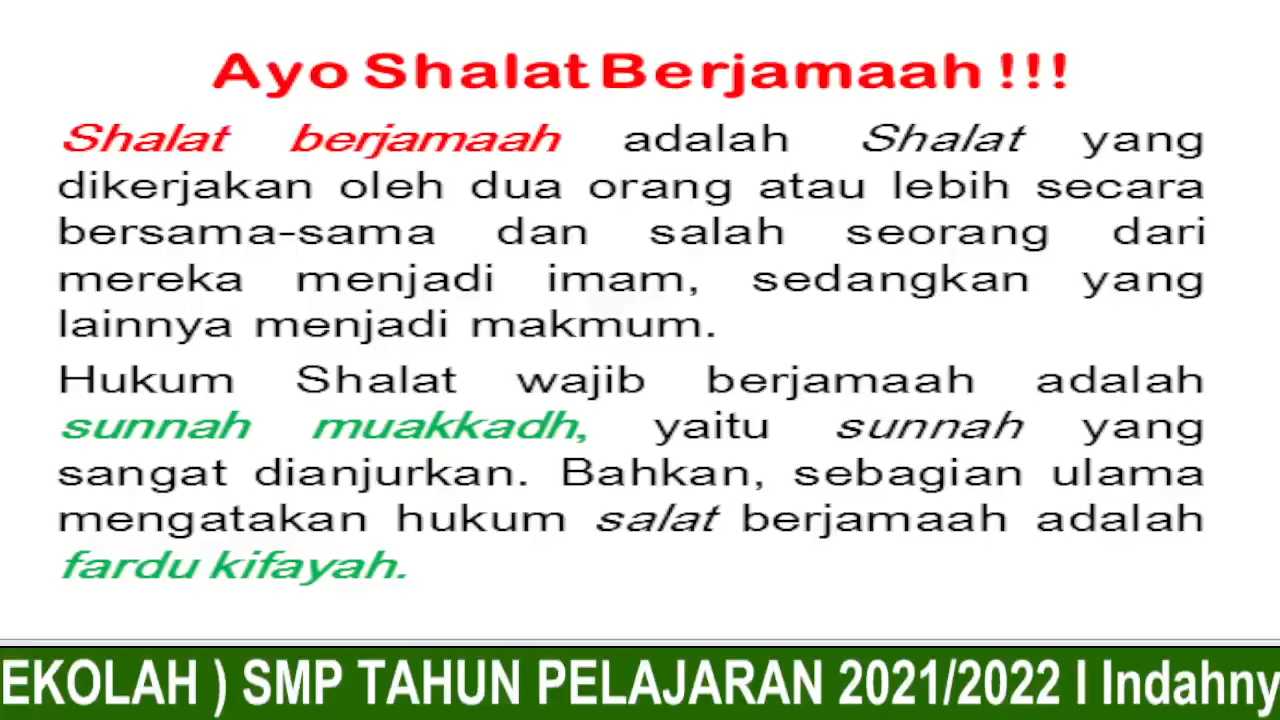 Ayo Shalat Berjamaah !!!
Shalat berjamaah adalah Shalat yang
dikerjakan oleh dua orang atau lebih secara
bersama-sama dan salah seorang dari
mereka menjadi imam, sedangkan yang
lainnya menjadi makmum.
Hukum Shalat wajib berjamaah adalah
sunnah muakkadh, yaitu sunnah yang
sangat dianjurkan. Bahkan, sebagian ulama
mengatakan hukum salat berjamaah adalah
fardu kifayah.
EKOLAH ) SMP TAHUN PELAJARAN 2021/2022 I Indahny